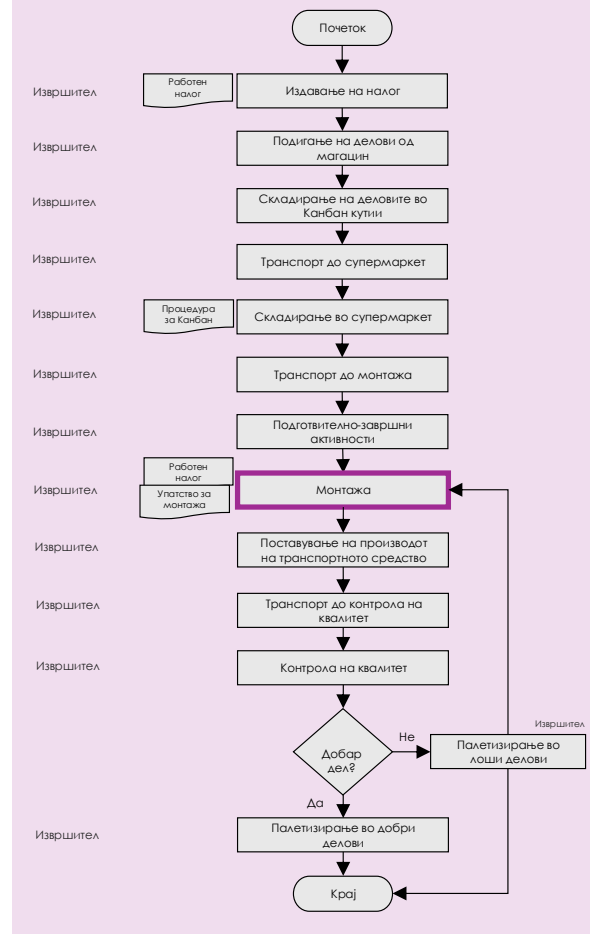 Почеток
Извршител
Работен
налог
Издавање на налог
Извршител
Подигање на делови од
магацин
Извршител
Складирање на деловите во
Канбан кутии
Извршител
Транспорт до супермаркет
Извршител
Процедура
за Канбан
Складирање во супермаркет
Извршител
Транспорт до монтажа
Извршител
Подготвително-завршни
активности
Извршител
Работен
налог
Упатство за
монтажа
Монтажа
Извршител
Поставување на производот
на транспортното средство
Извршител
Транспорт до контрола на
квалитет
Извршител
Контрола на квалитет
Добар
дел?
Не
Извршител
Палетизирање во
лоши делови
Да
Извршител
Палетизирање во добри
делови
Крај